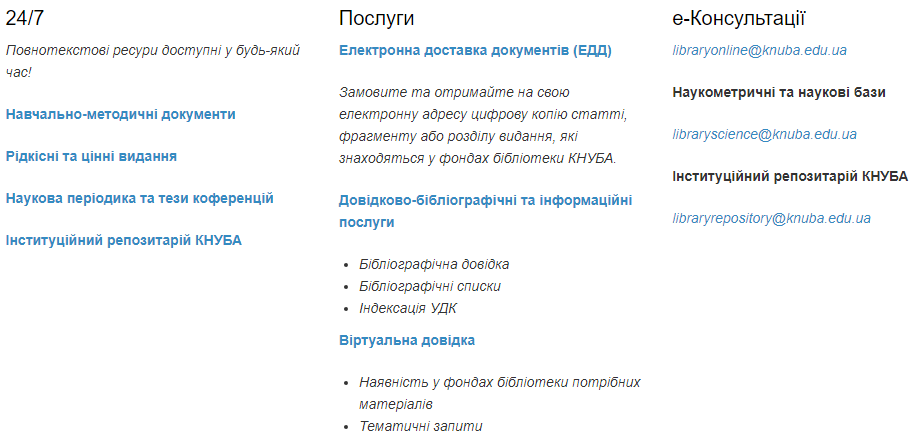 24/7
Повнотекстові ресури доступні у будь-який
час!
Навчально-методичні документи
Рідкісні та цінні видання
Наукова періодика та тези коференцій
Інституційний репозитарій КНУБА
Послуги
Електронна доставка документів (ЕДД)
Замовите та отримайте на свою
електронну адресу цифрову копію статті,
фрагменту або розділу видання, які
знаходяться у фондах бібліотеки КНУБА.
Довідково-бібліографічні та інформаційні
послуги
• Бібліографічна довідка
• Бібліографічні списки
• Індексація УДК
Віртуальна довідка
• Наявність у фондах бібліотеки потрібних
матеріалів
• Тематичні запити
е-Консультації
libraryonline@knuba.edu.ua
Наукометричні та наукові бази
libraryscience@knuba.edu.ua
Інституційний репозитарій КНУБА
libraryrepository@knuba.edu.ua